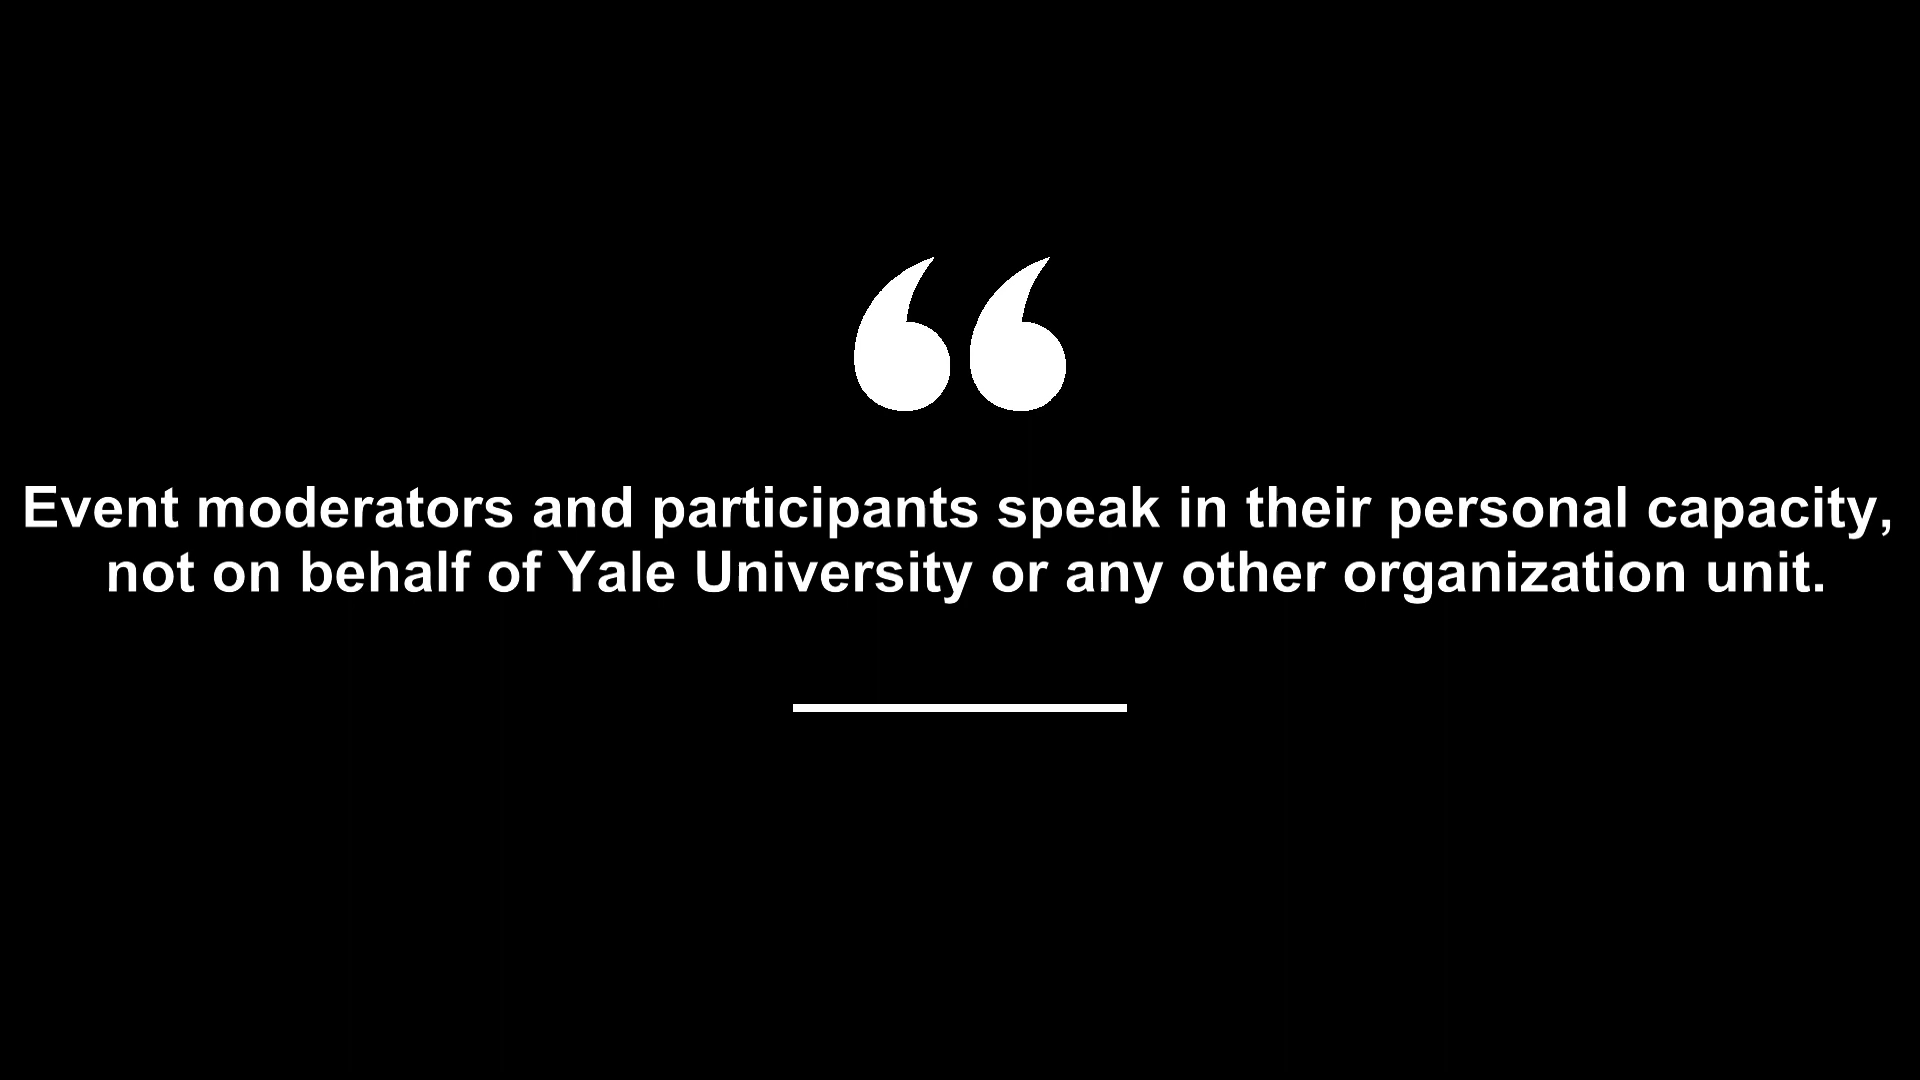 “
Event moderators and participants speak in their personal capacity,
not on behalf of Yale University or any other organization unit.